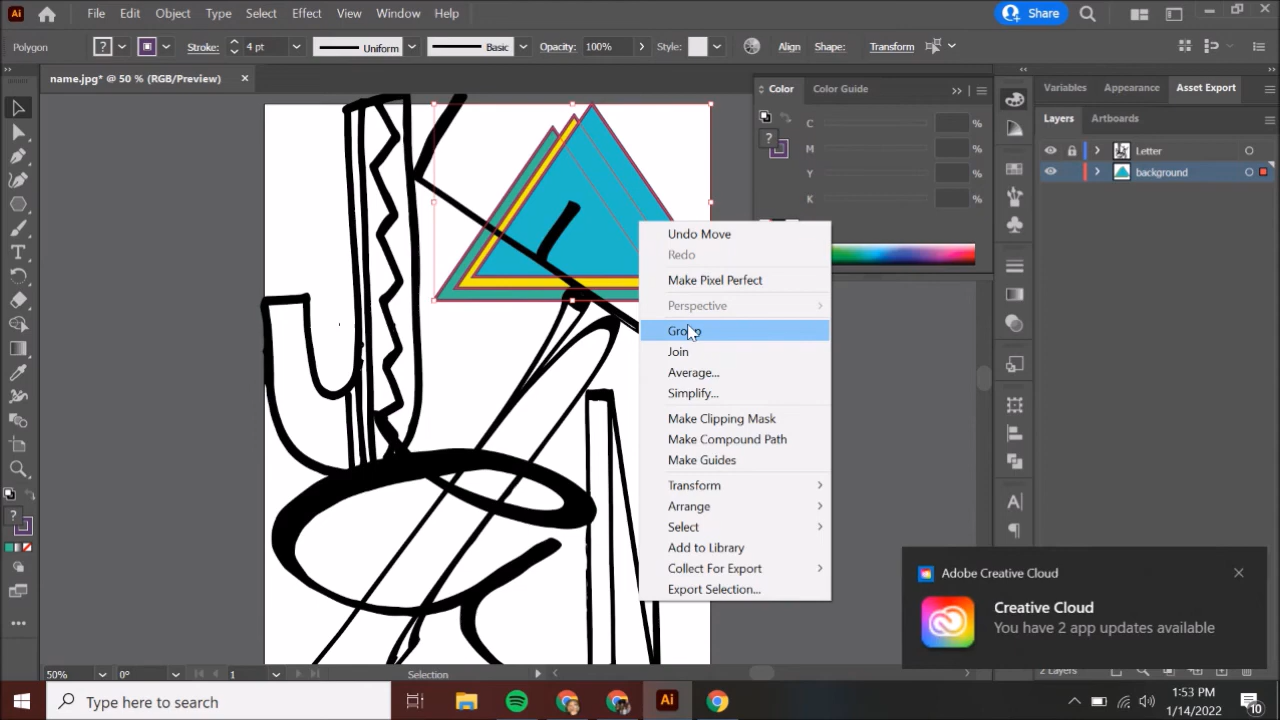 Ai File Edit Object Type Select Effect View Window Help Share
Polygon ? Stroke: 4 pt Uniform Basic Opacity: 100% Style: Align Shape: Transform
name.jpg* @ 50 % (RGB/Preview)
Color Color Guide
Variables Appearance Asset Export
Layers Artboards
C %
M %
Y %
K %
?
Letter
background
Undo Move
Redo
Make Pixel Perfect
Perspective
Group
Join
Average...
Simplify...
Make Clipping Mask
Make Compound Path
Make Guides
Transform
Arrange
Select
Add to Library
Collect For Export
Export Selection...
Adobe Creative Cloud
Creative Cloud
You have 2 app updates available
2 Layers
50% 0° 1 Selection
Type here to search
Ai
1:53 PM
1/14/2022
10